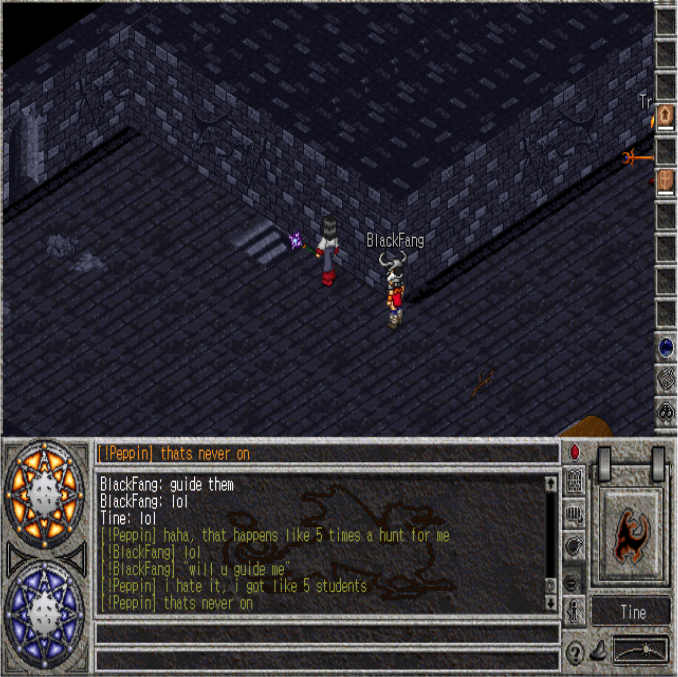 Tr
BlackFang
[!Peppin] thats never on
BlackFang: guide them
BlackFang: lol
Tine: lol
[!Peppin] haha, that happens like 5 times a hunt for me
[!BlackFang] lol
[!BlackFang] "will u guide me"
[!Peppin] i hate it, i got like 5 students
[!Peppin] thats never on
Tine
?